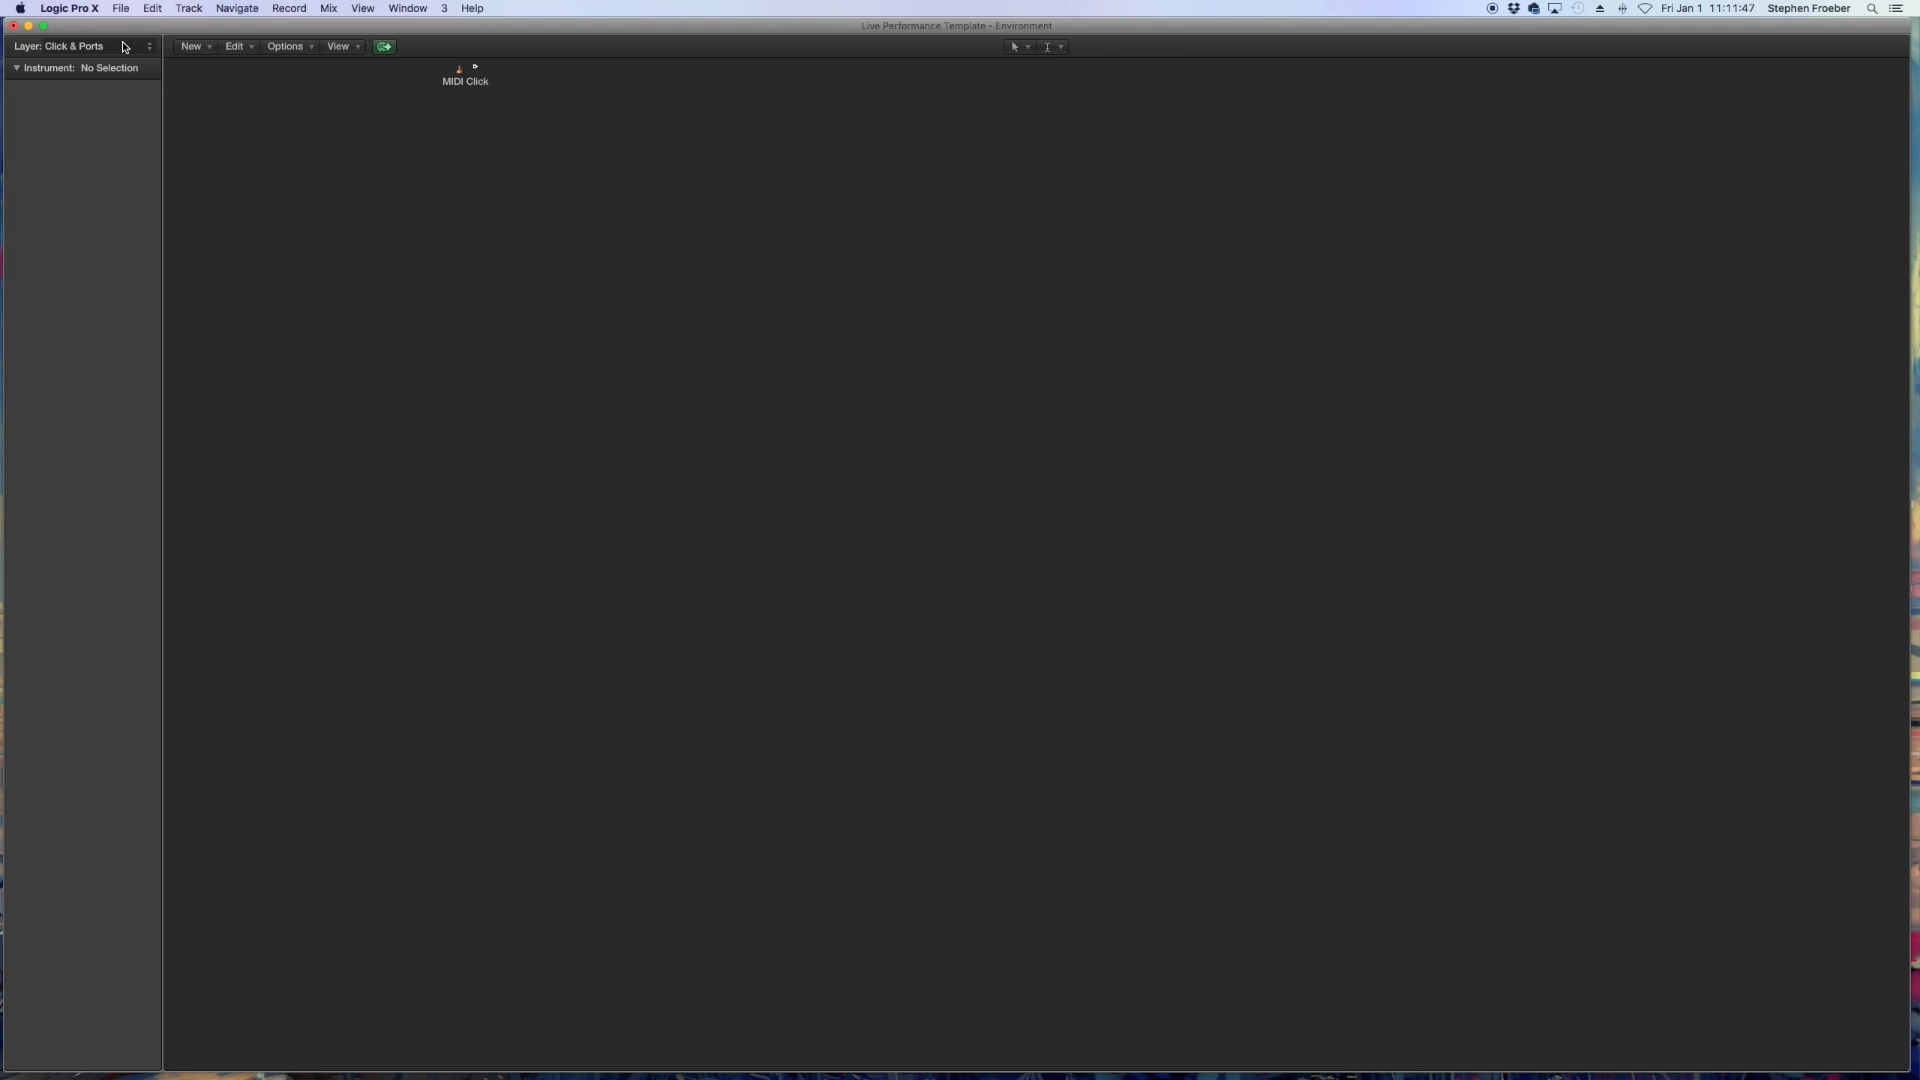 Logic Pro X File Edit Track Navigate Record Mix View Window 3 Help Fri Jan 1 11:11:47 Stephen Froeber
Live Performance Template - Environment
Layer: Click & Ports New Edit Options View
Instrument: No Selection
MIDI Click